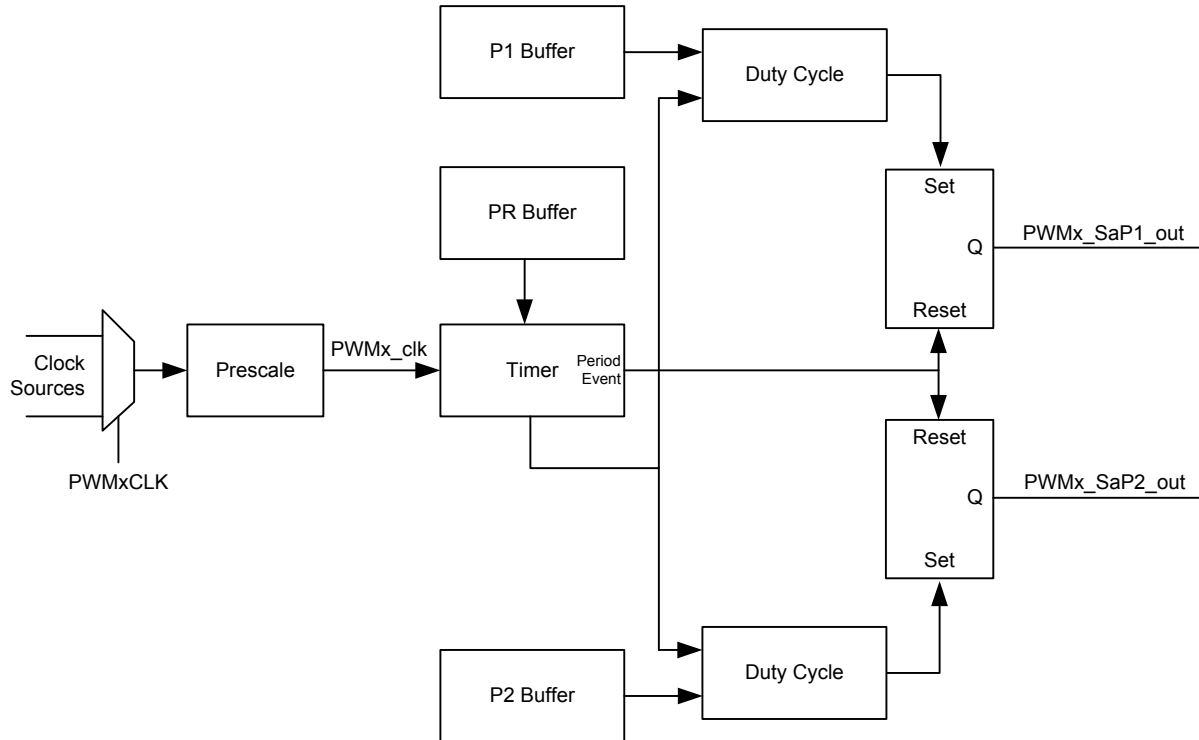 P1 Buffer
Duty Cycle
PR Buffer
Set
Q
PWMx_SaP1_out
Reset
Clock
Sources
Prescale
PWMx_clk
Timer
Period
Event
PWMxCLK
Reset
Q
PWMx_SaP2_out
Set
P2 Buffer
Duty Cycle